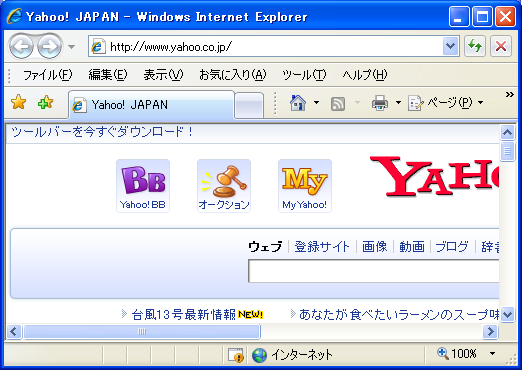 Yahoo! JAPAN - Windows Internet Explorer
http://www.yahoo.co.jp/
ファイル(F) 編集(E) 表示(V) お気に入り(A) ツール(T) ヘルプ(H)
Yahoo! JAPAN ページ(P)
ツールバーを今すぐダウンロード！
BB My YAHO
Yahoo! BB オークション My Yahoo!
ウェブ 登録サイト 画像 動画 ブログ 辞書
台風13号最新情報 NEW! あなたが食べたいラーメンのスープ味
インターネット 100%